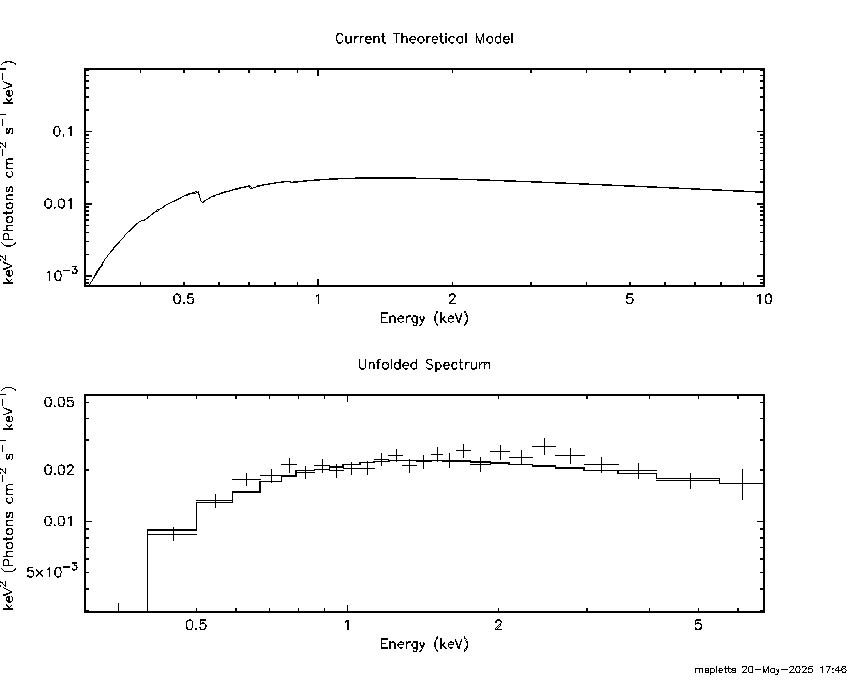 Current Theoretical Model
keV² (Photons cm⁻² s⁻¹ keV⁻¹)
0.1
0.01
10⁻³
0.5 1 2 5 10
Energy (keV)
Unfolded Spectrum
keV² (Photons cm⁻² s⁻¹ keV⁻¹)
0.05
0.02
0.01
5×10⁻³
0.5 1 2 5
Energy (keV)
mapletts 20-May-2025 17:46